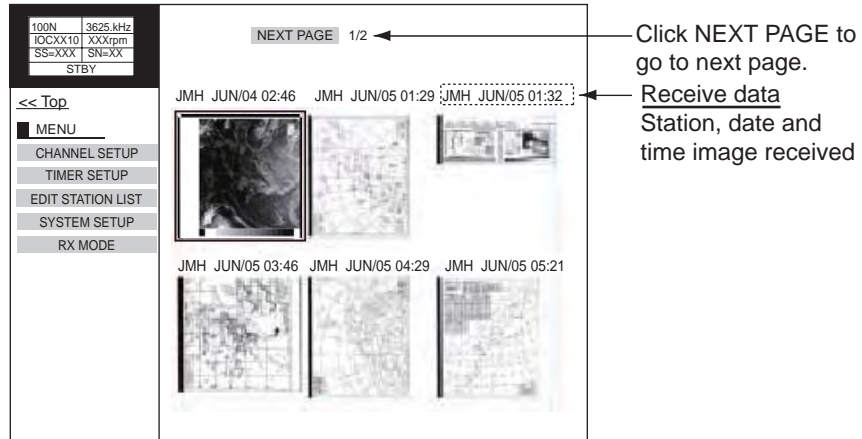 100N 3625.kHz
IOCXX10 XXXrpm
SS=XXX SN=XX
STBY
<< Top
MENU
CHANNEL SETUP
TIMER SETUP
EDIT STATION LIST
SYSTEM SETUP
RX MODE
NEXT PAGE 1/2
Click NEXT PAGE to
go to next page.
JMH JUN/04 02:46 JMH JUN/05 01:29 JMH JUN/05 01:32
Receive data
Station, date and
time image received
JMH JUN/05 03:46 JMH JUN/05 04:29 JMH JUN/05 05:21